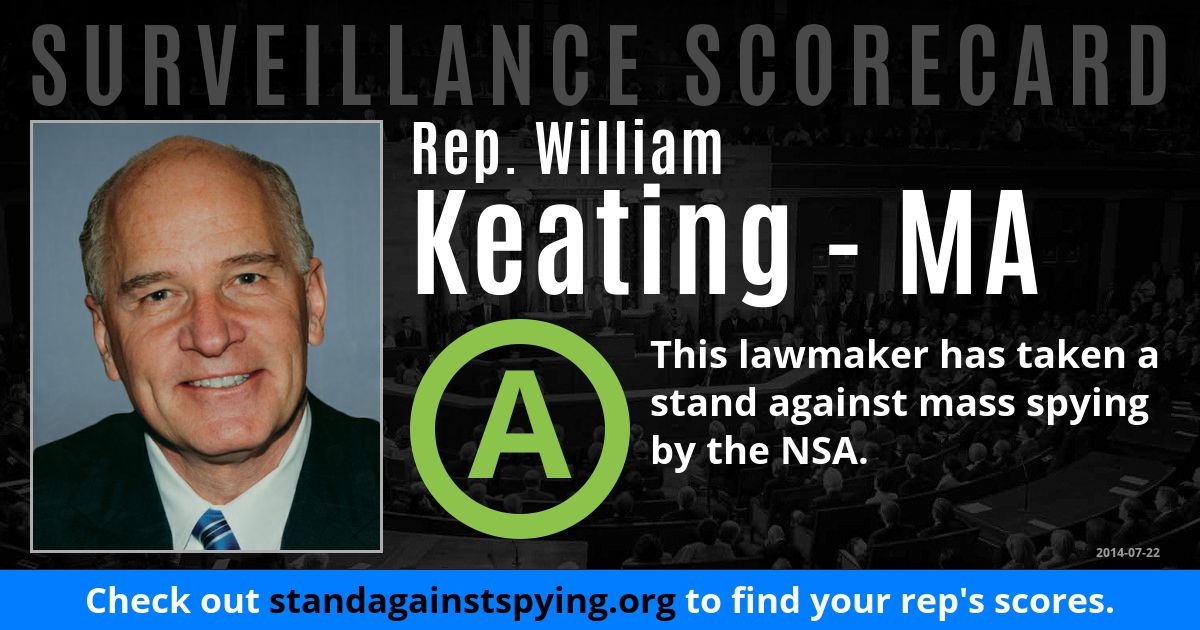 SURVEILLANCE SCORECARD
Rep. William
Keating - MA
A
This lawmaker has taken a
stand against mass spying
by the NSA.
2014-07-22
Check out standagainstspying.org to find your rep's scores.